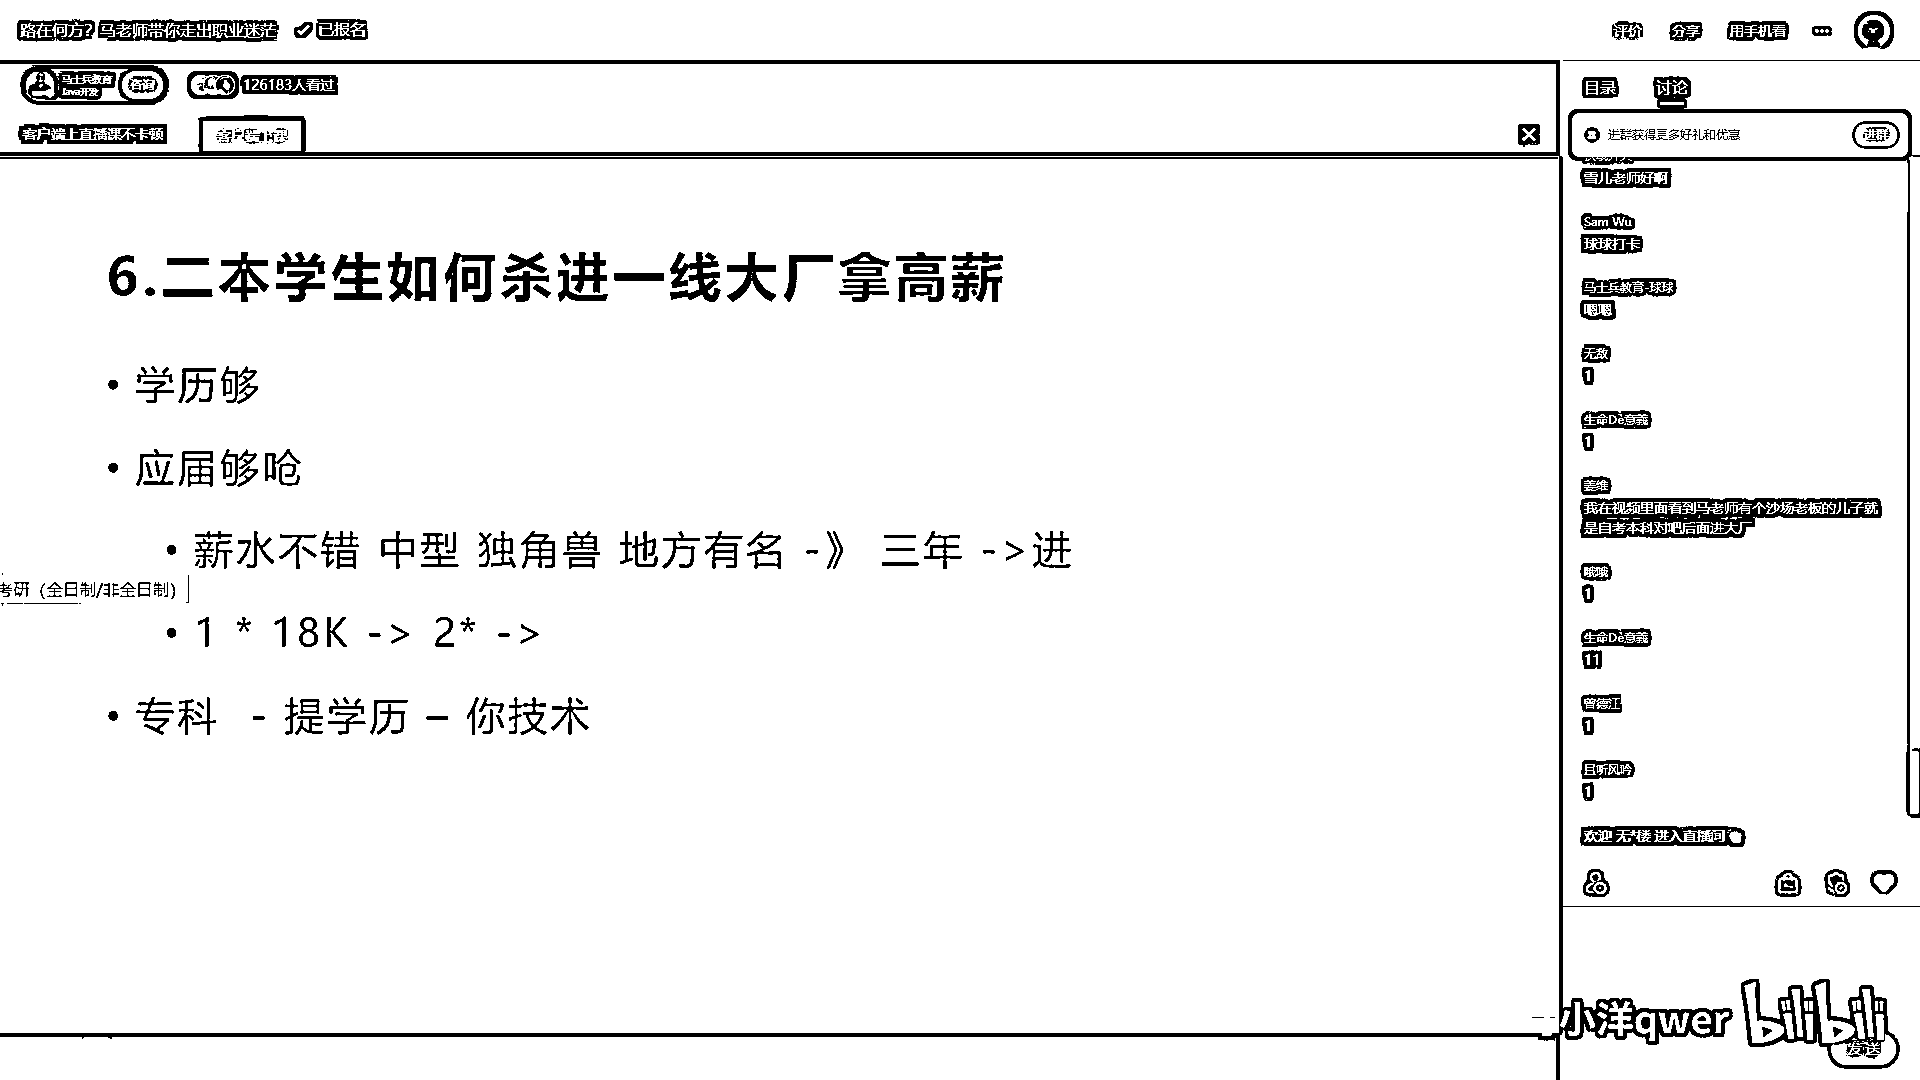 路在何方？马老师带你走出职业迷茫 已报名
评价 分享 用手机看
马士兵教育 咨询 126183人看过
Java开发
客户端上直播课不卡顿
目录 讨论
进群获得更多好礼和优惠 进群
雪儿老师好啊
Sam Wu
球球打卡
马士兵教育-球球
嗯嗯
无敌
1
生命De意義
1
姜维
我在视频里面看到马老师有个沙场老板的儿子就
是自考本科对吧后面进大厂
哦哦
1
生命De意義
11
曾德江
1
且听风吟
1
欢迎 无*楼 进入直播间
6.二本学生如何杀进一线大厂拿高薪
• 学历够
• 应届够呛
• 薪水不错 中型 独角兽 地方有名 -》 三年 ->进
考研（全日制/非全日制）
• 1 * 18K -> 2* ->
• 专科 - 提学历 – 你技术
小洋qwer bilibili
发送